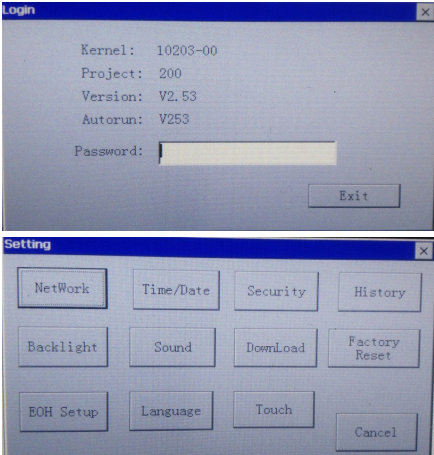 Login
Kernel: 10203-00
Project: 200
Version: V2.53
Autorun: V253
Password:
Exit
Setting
NetWork Time/Date Security History
Backlight Sound DownLoad Factory Reset
EOH Setup Language Touch Cancel